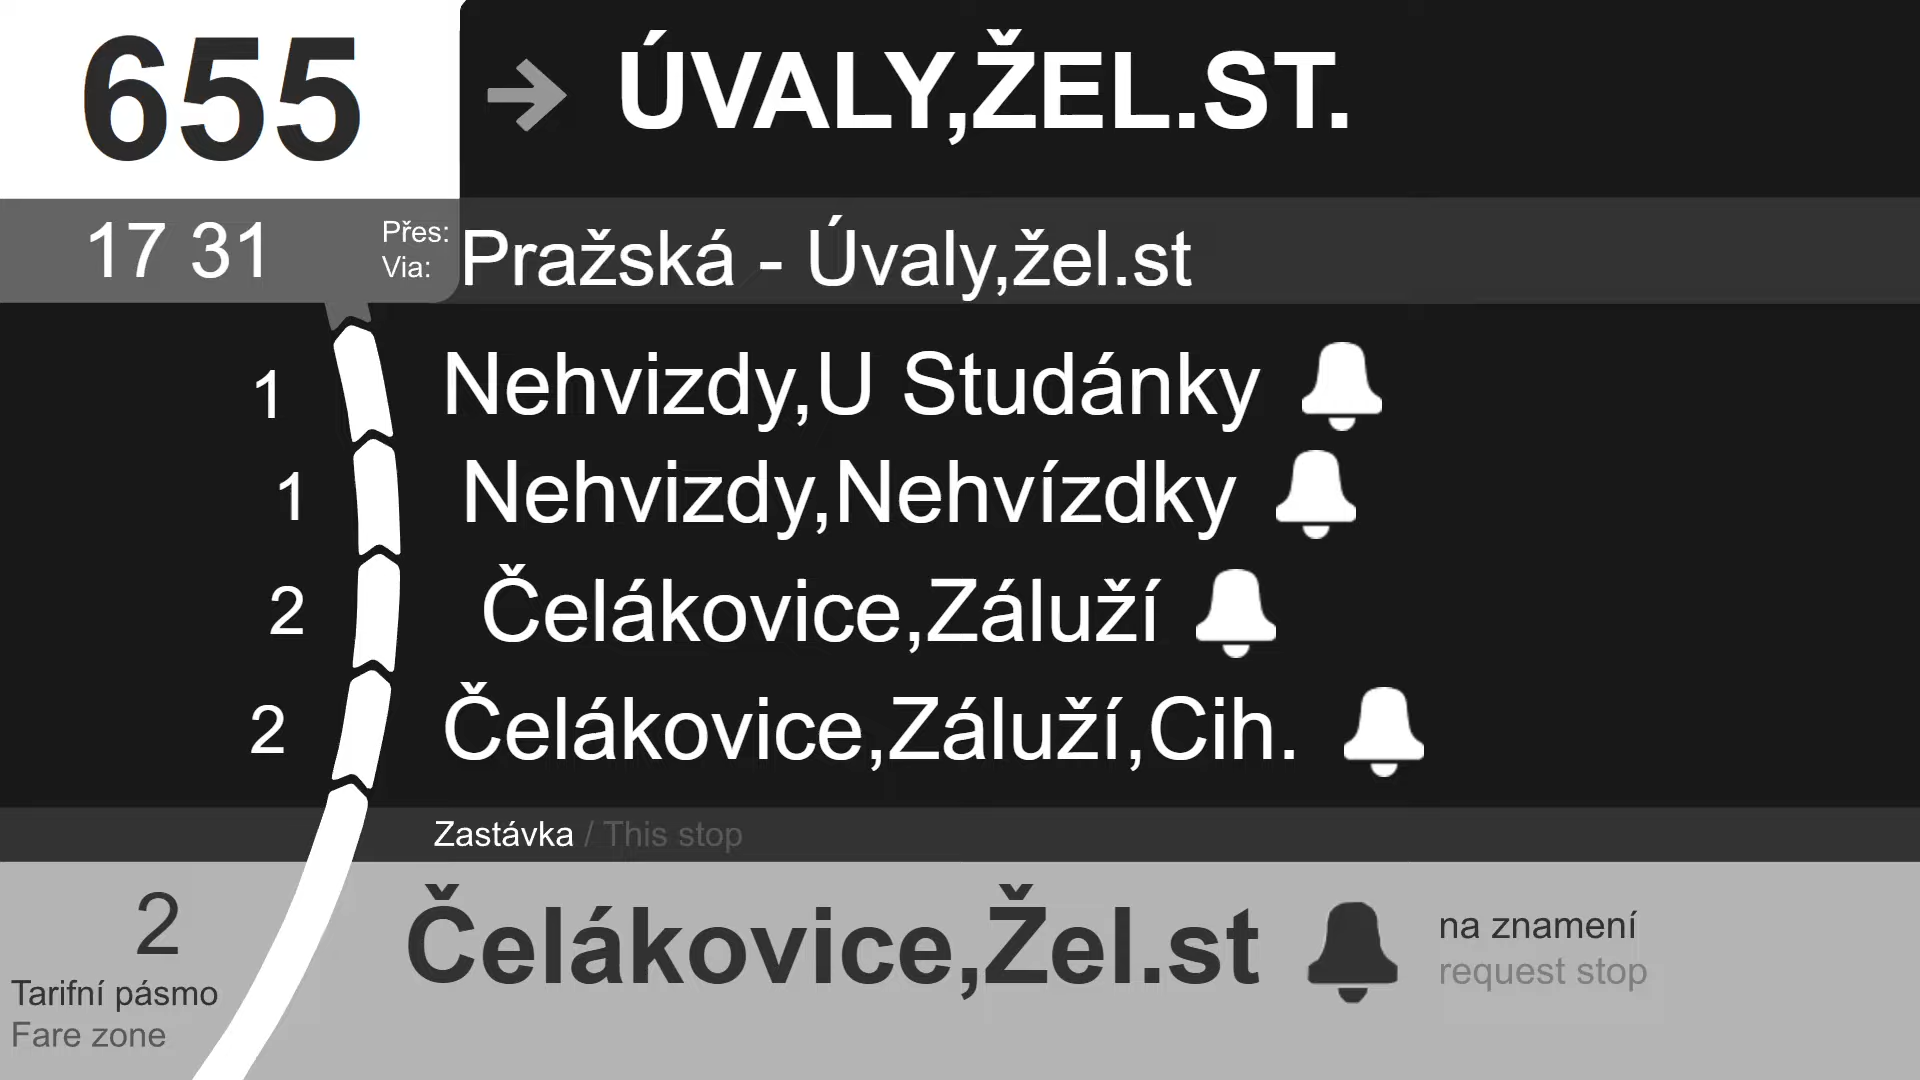 655
ÚVALY,ŽEL.ST.
17 31
Přes:
Via:
Pražská - Úvaly,žel.st
1 Nehvizdy,U Studánky
1 Nehvizdy,Nehvízdky
2 Čelákovice,Záluží
2 Čelákovice,Záluží,Cih.
Zastávka / This stop
2
Čelákovice,Žel.st
na znamení
request stop
Tarifní pásmo
Fare zone